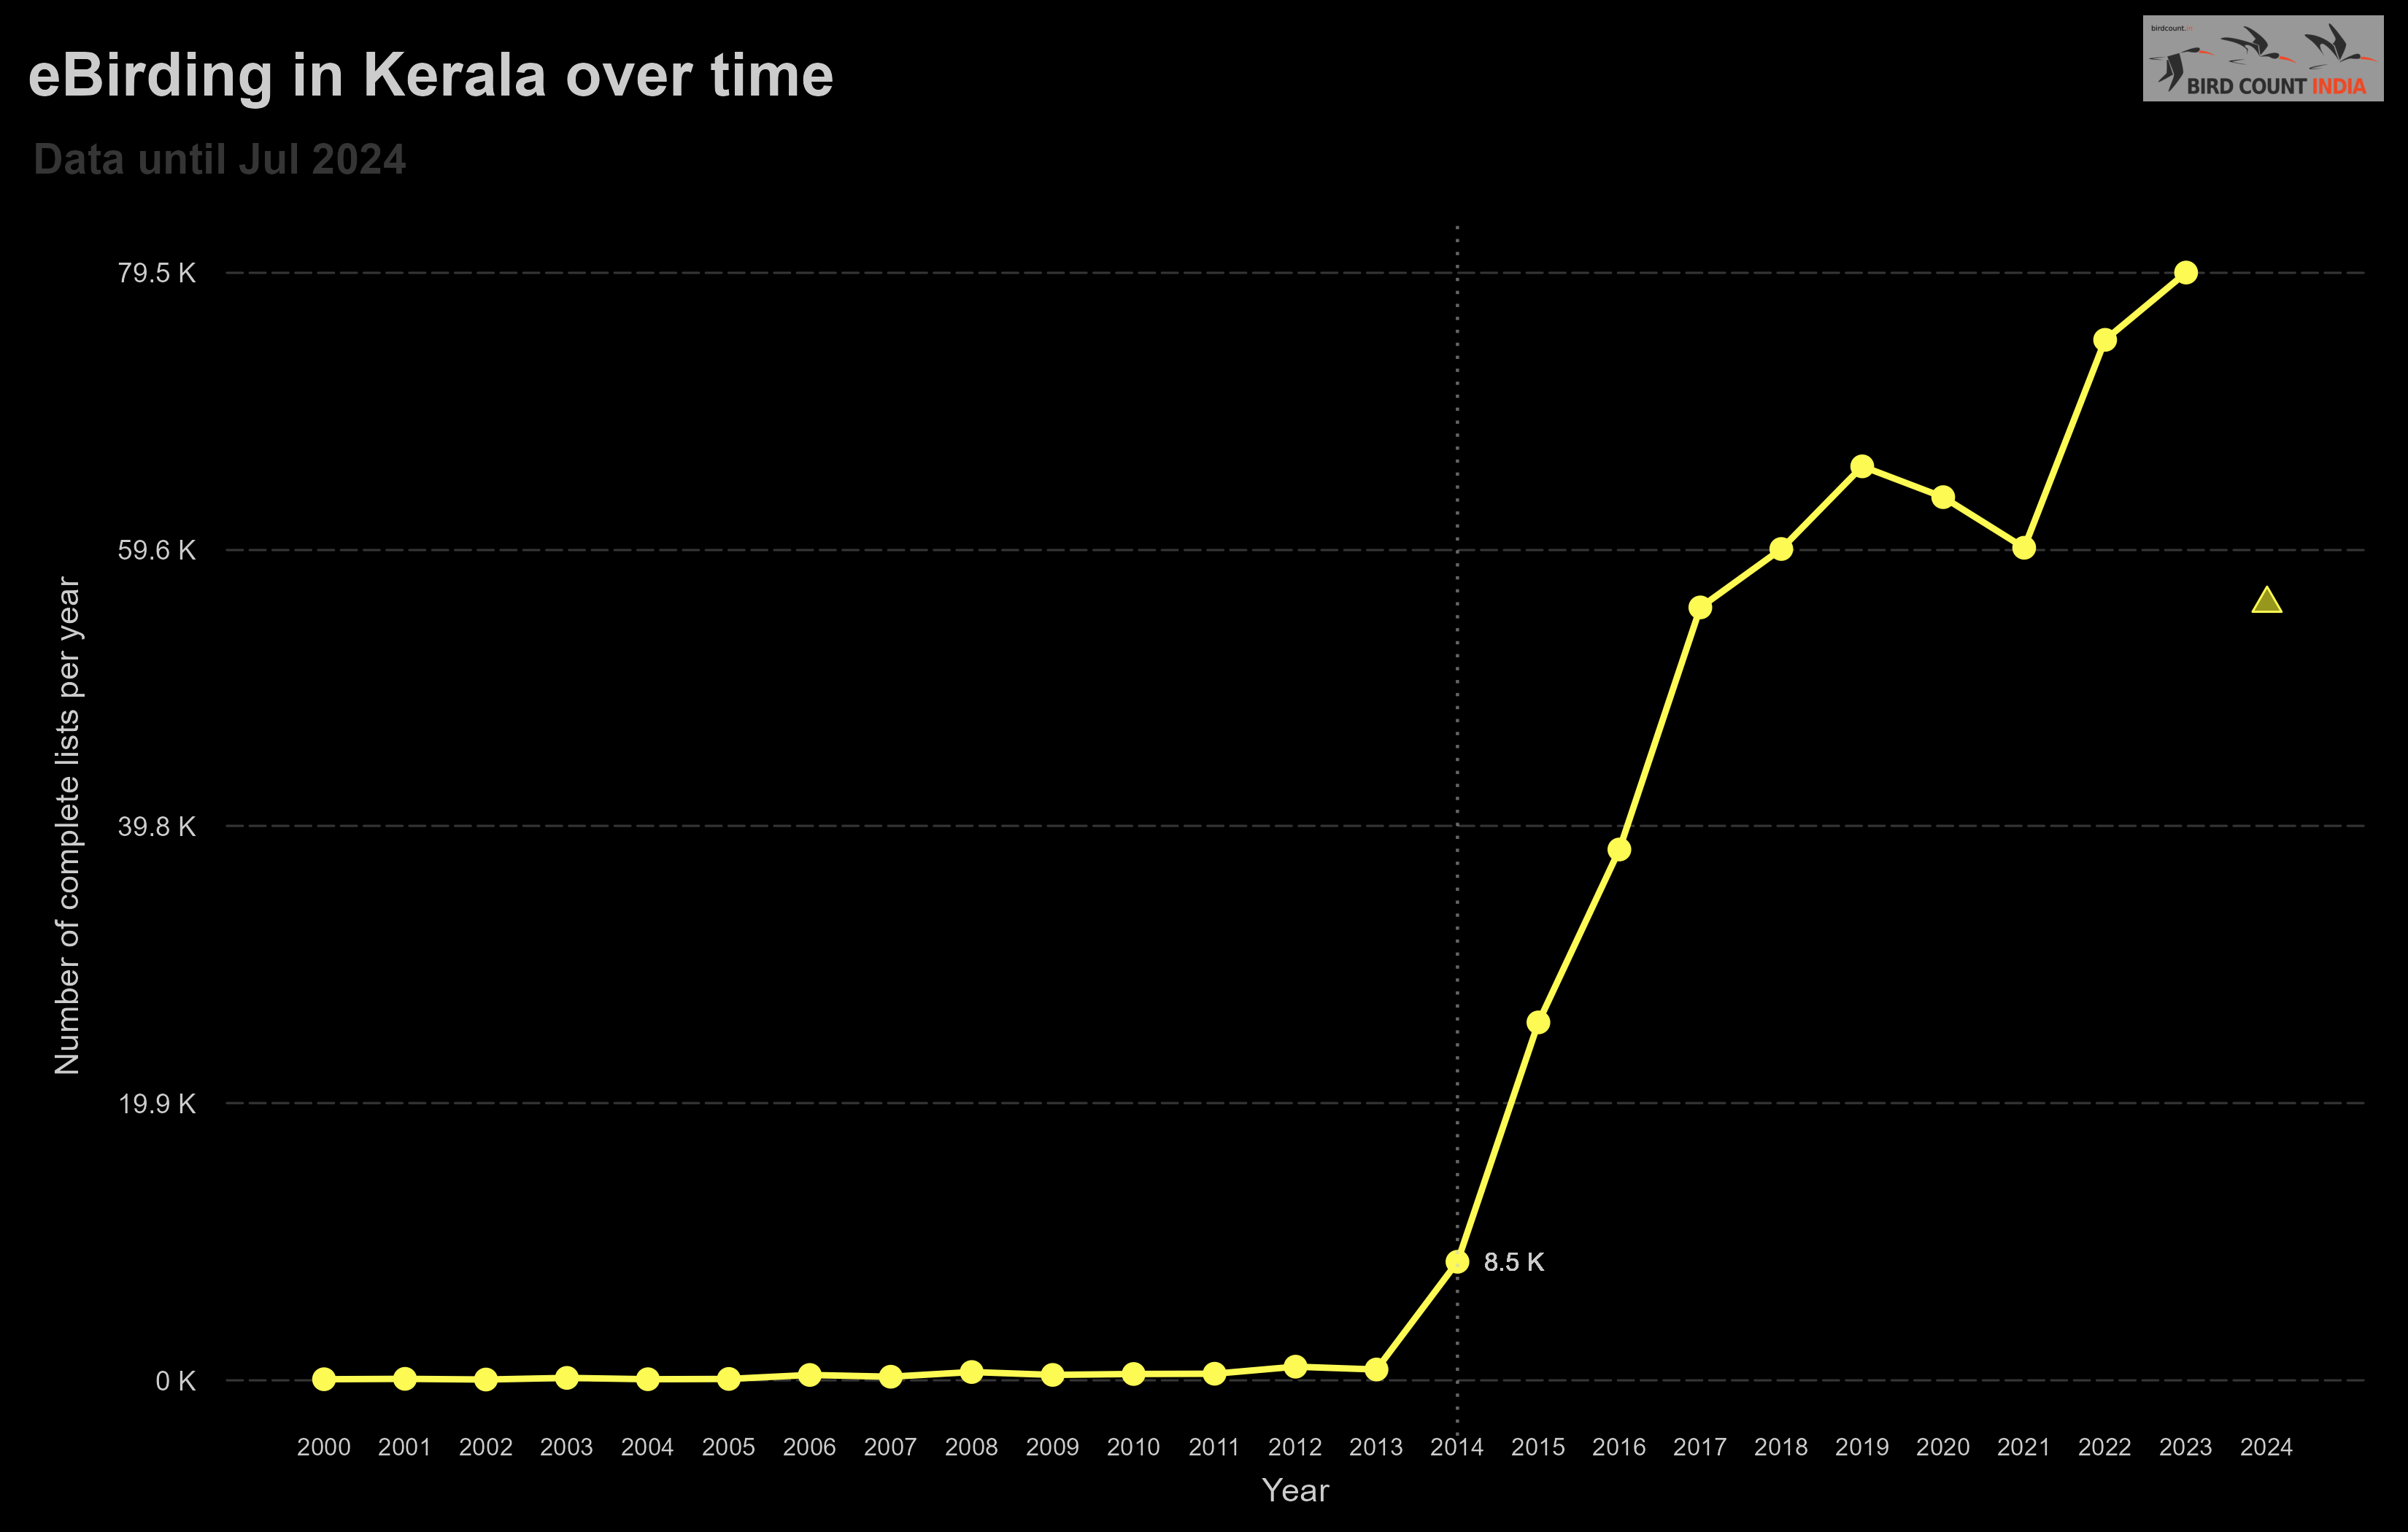 eBirding in Kerala over time
birdcount.in
BIRD COUNT INDIA
Data until Jul 2024
79.5 K
59.6 K
39.8 K
19.9 K
0 K
Number of complete lists per year
8.5 K
2000 2001 2002 2003 2004 2005 2006 2007 2008 2009 2010 2011 2012 2013 2014 2015 2016 2017 2018 2019 2020 2021 2022 2023 2024
Year